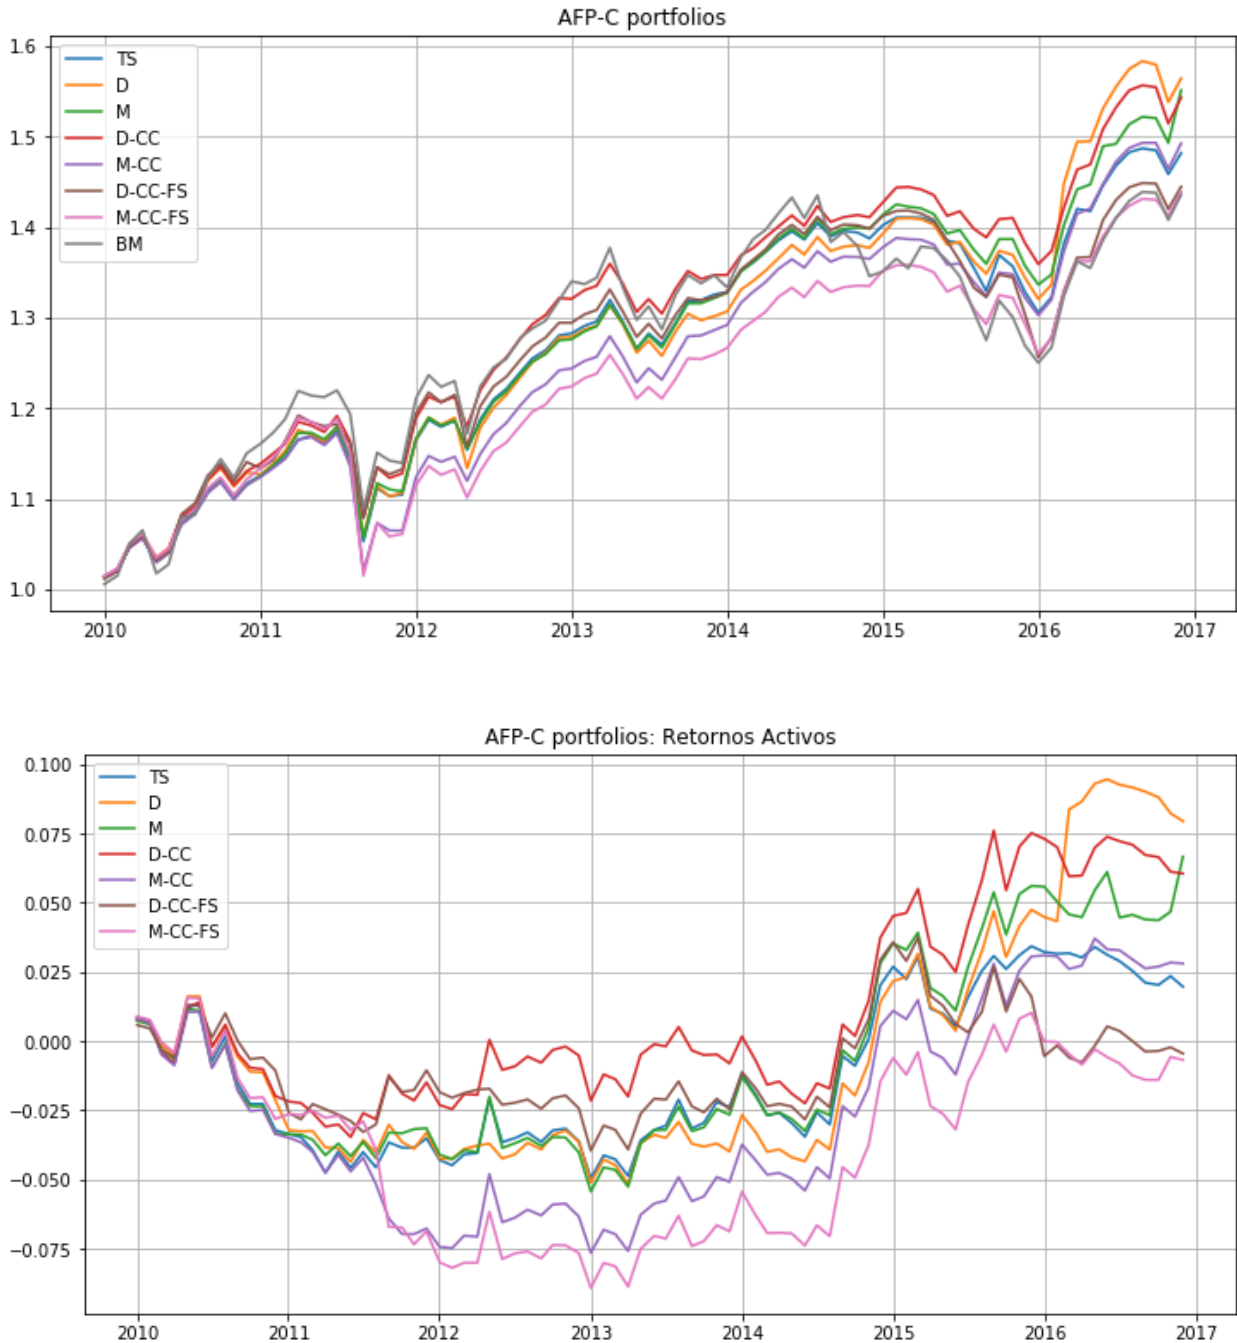 AFP-C portfolios
1.6
1.5
1.4
1.3
1.2
1.1
1.0
TS
D
M
D-CC
M-CC
D-CC-FS
M-CC-FS
BM
2010 2011 2012 2013 2014 2015 2016 2017
AFP-C portfolios: Retornos Activos
0.100
0.075
0.050
0.025
0.000
−0.025
−0.050
−0.075
TS
D
M
D-CC
M-CC
D-CC-FS
M-CC-FS
2010 2011 2012 2013 2014 2015 2016 2017